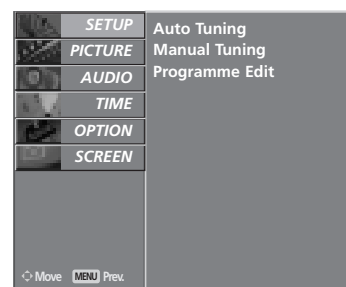 SETUP
PICTURE
AUDIO
TIME
OPTION
SCREEN
Auto Tuning
Manual Tuning
Programme Edit
Move MENU Prev.